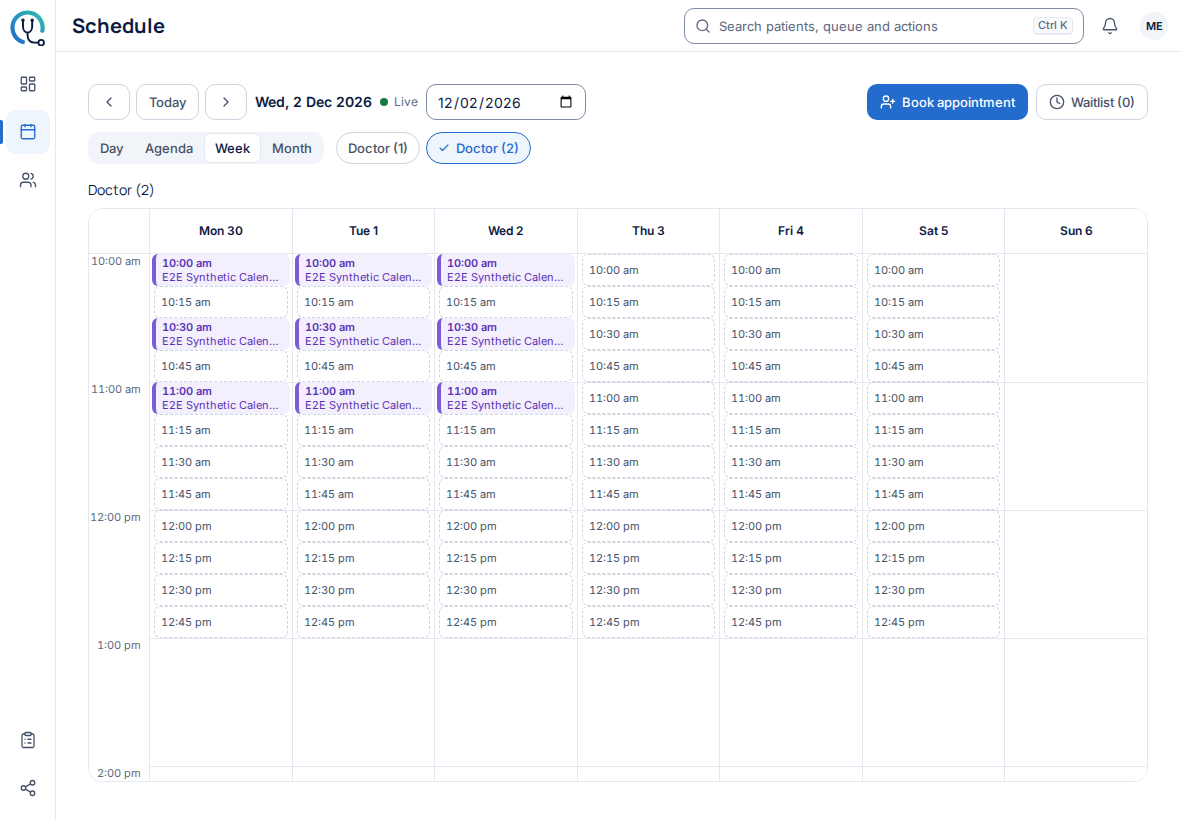 Schedule
Search patients, queue and actions
Ctrl K
ME
Today
Wed, 2 Dec 2026
Live
12/02/2026
Book appointment
Waitlist (0)
Day
Agenda
Week
Month
Doctor (1)
Doctor (2)
Doctor (2)
Mon 30 Tue 1 Wed 2 Thu 3 Fri 4 Sat 5 Sun 6
10:00 am
10:00 am 10:00 am 10:00 am 10:00 am 10:00 am 10:00 am
E2E Synthetic Calen... E2E Synthetic Calen... E2E Synthetic Calen...
10:15 am 10:15 am 10:15 am 10:15 am 10:15 am 10:15 am
10:30 am 10:30 am 10:30 am 10:30 am 10:30 am 10:30 am
E2E Synthetic Calen... E2E Synthetic Calen... E2E Synthetic Calen...
10:45 am 10:45 am 10:45 am 10:45 am 10:45 am 10:45 am
11:00 am
11:00 am 11:00 am 11:00 am 11:00 am 11:00 am 11:00 am
E2E Synthetic Calen... E2E Synthetic Calen... E2E Synthetic Calen...
11:15 am 11:15 am 11:15 am 11:15 am 11:15 am 11:15 am
11:30 am 11:30 am 11:30 am 11:30 am 11:30 am 11:30 am
11:45 am 11:45 am 11:45 am 11:45 am 11:45 am 11:45 am
12:00 pm
12:00 pm 12:00 pm 12:00 pm 12:00 pm 12:00 pm 12:00 pm
12:15 pm 12:15 pm 12:15 pm 12:15 pm 12:15 pm 12:15 pm
12:30 pm 12:30 pm 12:30 pm 12:30 pm 12:30 pm 12:30 pm
12:45 pm 12:45 pm 12:45 pm 12:45 pm 12:45 pm 12:45 pm
1:00 pm
2:00 pm